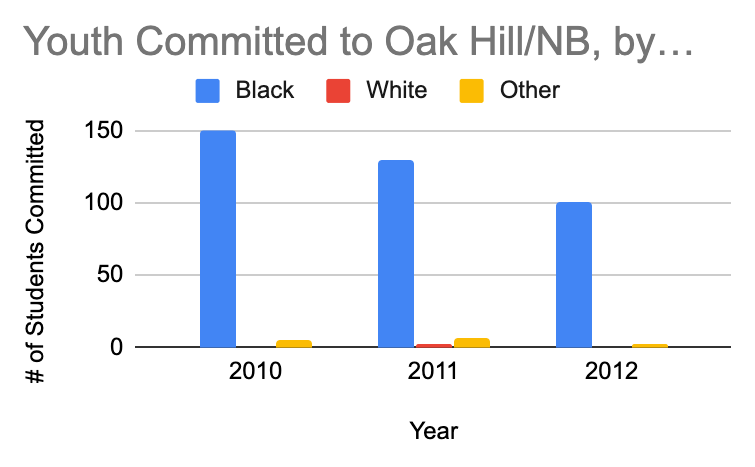 Youth Committed to Oak Hill/NB, by…
Black White Other
# of Students Committed
150
100
50
0
2010 2011 2012
Year